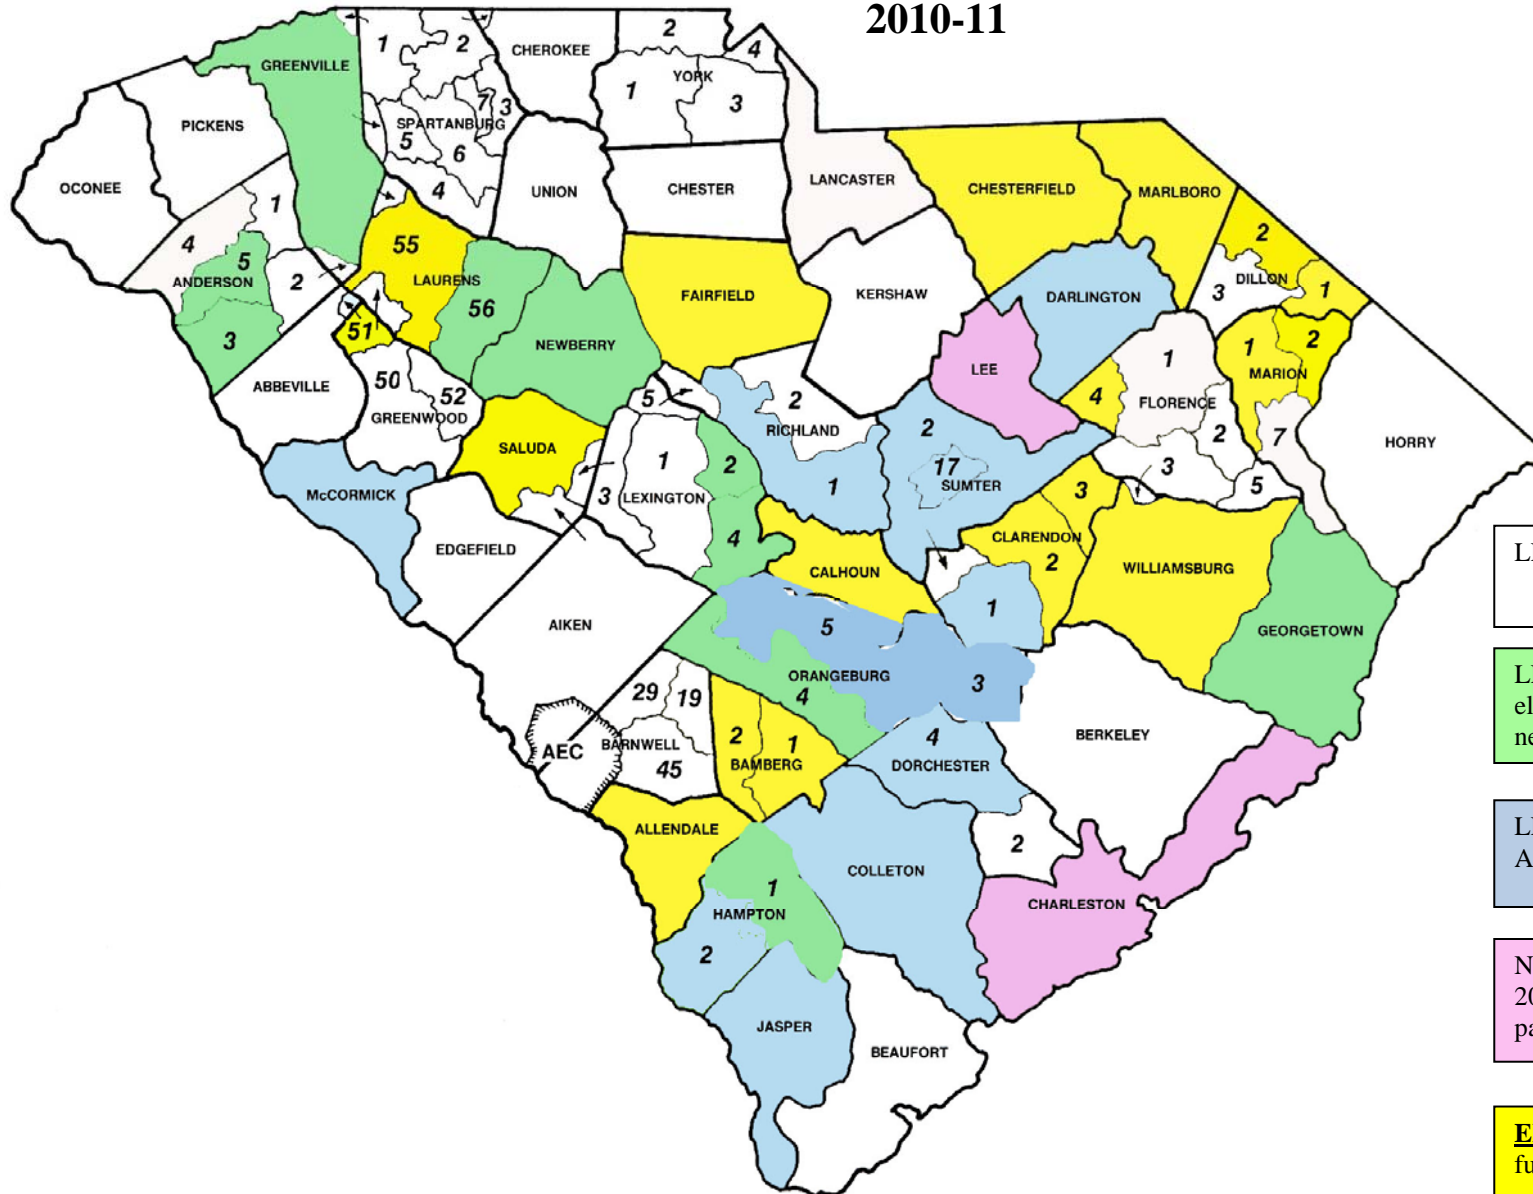 2010-11
GREENVILLE
1
2
CHEROKEE
2
4
YORK
1
3
PICKENS
SPARTANBURG
7
3
5
6
4
OCONEE
1
UNION
CHESTER
LANCASTER
CHESTERFIELD
MARLBORO
4
5
ANDERSON
2
3
55
LAURENS
56
51
NEWBERRY
FAIRFIELD
KERSHAW
DARLINGTON
2
DILLON
3
1
ABBEVILLE
50
52
GREENWOOD
SALUDA
5
2
RICHLAND
1
LEE
4
1
FLORENCE
2
3
5
1
2
MARION
7
HORRY
McCORMICK
EDGEFIELD
3
1
LEXINGTON
2
4
2
17
SUMTER
3
CLARENDON
2
1
WILLIAMSBURG
GEORGETOWN
CALHOUN
AIKEN
5
ORANGEBURG
4
3
BERKELEY
AEC
29
19
BARNWELL
45
2
1
BAMBERG
4
DORCHESTER
2
ALLENDALE
COLLETON
CHARLESTON
1
HAMPTON
2
JASPER
BEAUFORT
el
ne
A
N
20
pa
E
fu